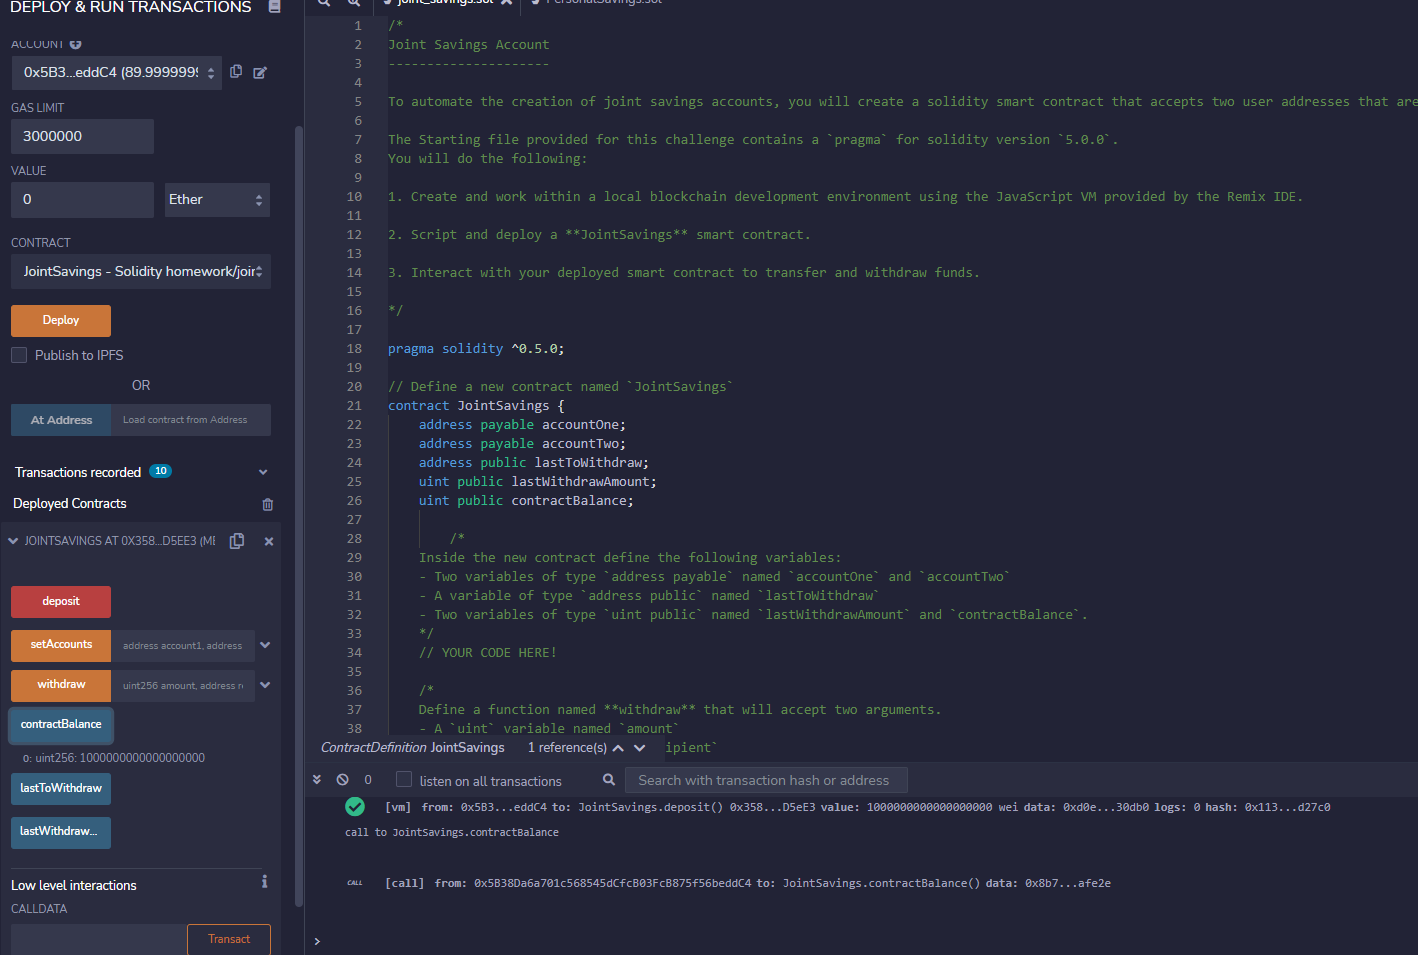 DEPLOY & RUN TRANSACTIONS
ACCOUNT
0x5B3...eddC4 (89.9999999
GAS LIMIT
3000000
VALUE
0
Ether
CONTRACT
JointSavings - Solidity homework/join
Deploy
Publish to IPFS
OR
At Address
Load contract from Address
Transactions recorded 10
Deployed Contracts
JOINTSAVINGS AT 0X358...D5EE3 (ME
deposit
setAccounts
address account1, address
withdraw
uint256 amount, address r
contractBalance
0: uint256: 1000000000000000000
lastToWithdraw
lastWithdraw...
Low level interactions
i
CALLDATA
Transact
joint_savings.sol
PersonalSavings.sol
1 /*
2 Joint Savings Account
3 ---------------------
4
5 To automate the creation of joint savings accounts, you will create a solidity smart contract that accepts two user addresses that are
6
7 The Starting file provided for this challenge contains a `pragma` for solidity version `5.0.0`.
8 You will do the following:
9
10 1. Create and work within a local blockchain development environment using the JavaScript VM provided by the Remix IDE.
11
12 2. Script and deploy a **JointSavings** smart contract.
13
14 3. Interact with your deployed smart contract to transfer and withdraw funds.
15
16 */
17
18 pragma solidity ^0.5.0;
19
20 // Define a new contract named `JointSavings`
21 contract JointSavings {
22 address payable accountOne;
23 address payable accountTwo;
24 address public lastToWithdraw;
25 uint public lastWithdrawAmount;
26 uint public contractBalance;
27
28 /*
29 Inside the new contract define the following variables:
30 - Two variables of type `address payable` named `accountOne` and `accountTwo`
31 - A variable of type `address public` named `lastToWithdraw`
32 - Two variables of type `uint public` named `lastWithdrawAmount` and `contractBalance`.
33 */
34 // YOUR CODE HERE!
35
36 /*
37 Define a function named **withdraw** that will accept two arguments.
38 - A `uint` variable named `amount`
ContractDefinition JointSavings 1 reference(s) ipient`
0
listen on all transactions
Search with transaction hash or address
[vm] from: 0x5B3...eddC4 to: JointSavings.deposit() 0x358...D5eE3 value: 1000000000000000000 wei data: 0xd0e...30db0 logs: 0 hash: 0x113...d27c0
call to JointSavings.contractBalance
CALL [call] from: 0x5B38Da6a701c568545dCfcB03FcB875f56beddC4 to: JointSavings.contractBalance() data: 0x8b7...afe2e
>